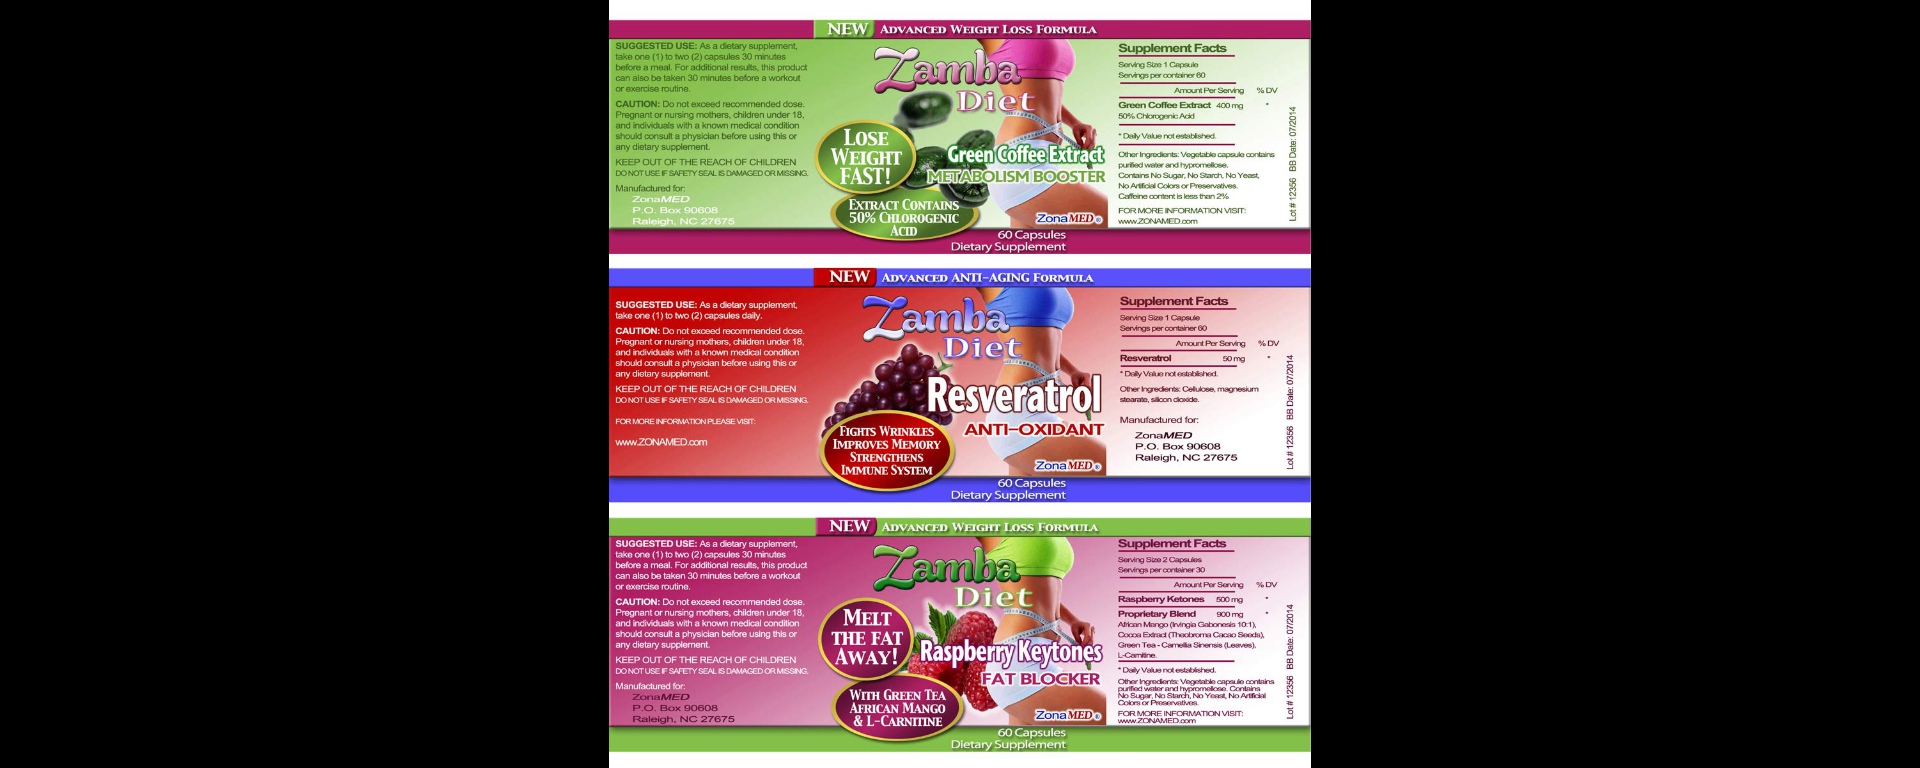 NEW ADVANCED WEIGHT LOSS FORMULA
SUGGESTED USE: As a dietary supplement,
take one (1) to two (2) capsules 30 minutes
before a meal. For additional results, this product
can also be taken 30 minutes before a workout
or exercise routine.
CAUTION: Do not exceed recommended dose.
Pregnant or nursing mothers, children under 18,
and individuals with a known medical condition
should consult a physician before using this or
any dietary supplement.
KEEP OUT OF THE REACH OF CHILDREN
DO NOT USE IF SAFETY SEAL IS DAMAGED OR MISSING.
Manufactured for:
ZonaMED
P.O. Box 90608
Raleigh, NC 27675
Zamba
Diet
LOSE
WEIGHT
FAST!
Green Coffee Extract
METABOLISM BOOSTER
EXTRACT CONTAINS
50% CHLOROGENIC
ACID
ZonaMED®
60 Capsules
Dietary Supplement
Supplement Facts
Serving Size 1 Capsule
Servings per container 60
Amount Per Serving % DV
Green Coffee Extract 400 mg *
50% Chlorogenic Acid
* Daily Value not established.
Other Ingredients: Vegetable capsule contains
purified water and hypromellose.
Contains No Sugar, No Starch, No Yeast,
No Artificial Colors or Preservatives.
Caffeine content is less than 2%
FOR MORE INFORMATION VISIT:
www.ZONAMED.com
Lot # 12356 BB Date: 07/2014
NEW ADVANCED ANTI-AGING FORMULA
SUGGESTED USE: As a dietary supplement,
take one (1) to two (2) capsules daily.
CAUTION: Do not exceed recommended dose.
Pregnant or nursing mothers, children under 18,
and individuals with a known medical condition
should consult a physician before using this or
any dietary supplement.
KEEP OUT OF THE REACH OF CHILDREN
DO NOT USE IF SAFETY SEAL IS DAMAGED OR MISSING.
FOR MORE INFORMATION PLEASE VISIT:
www.ZONAMED.com
Zamba
Diet
Resveratrol
ANTI-OXIDANT
FIGHTS WRINKLES
IMPROVES MEMORY
STRENGTHENS
IMMUNE SYSTEM
ZonaMED®
60 Capsules
Dietary Supplement
Supplement Facts
Serving Size 1 Capsule
Servings per container 60
Amount Per Serving % DV
Resveratrol 50 mg *
* Daily Value not established.
Other Ingredients: Cellulose, magnesium
stearate, silicon dioxide.
Manufactured for:
ZonaMED
P.O. Box 90608
Raleigh, NC 27675
Lot # 12356 BB Date: 07/2014
NEW ADVANCED WEIGHT LOSS FORMULA
SUGGESTED USE: As a dietary supplement,
take one (1) to two (2) capsules 30 minutes
before a meal. For additional results, this product
can also be taken 30 minutes before a workout
or exercise routine.
CAUTION: Do not exceed recommended dose.
Pregnant or nursing mothers, children under 18,
and individuals with a known medical condition
should consult a physician before using this or
any dietary supplement.
KEEP OUT OF THE REACH OF CHILDREN
DO NOT USE IF SAFETY SEAL IS DAMAGED OR MISSING.
Manufactured for:
ZonaMED
P.O. Box 90608
Raleigh, NC 27675
Zamba
Diet
MELT
THE FAT
AWAY!
Raspberry Keytones
FAT BLOCKER
WITH GREEN TEA
AFRICAN MANGO
& L-CARNITINE
ZonaMED®
60 Capsules
Dietary Supplement
Supplement Facts
Serving Size 2 Capsules
Servings per container 30
Amount Per Serving % DV
Raspberry Ketones 500 mg *
Proprietary Blend 900 mg *
African Mango (Irvingia Gabonesis 10:1),
Cocoa Extract (Theobroma Cacao Seeds),
Green Tea - Camellia Sinensis (Leaves),
L-Carnitine.
* Daily Value not established.
Other Ingredients: Vegetable capsule contains
purified water and hypromellose. Contains
No Sugar, No Starch, No Yeast, No Artificial
Colors or Preservatives.
FOR MORE INFORMATION VISIT:
www.ZONAMED.com
Lot # 12356 BB Date: 07/2014